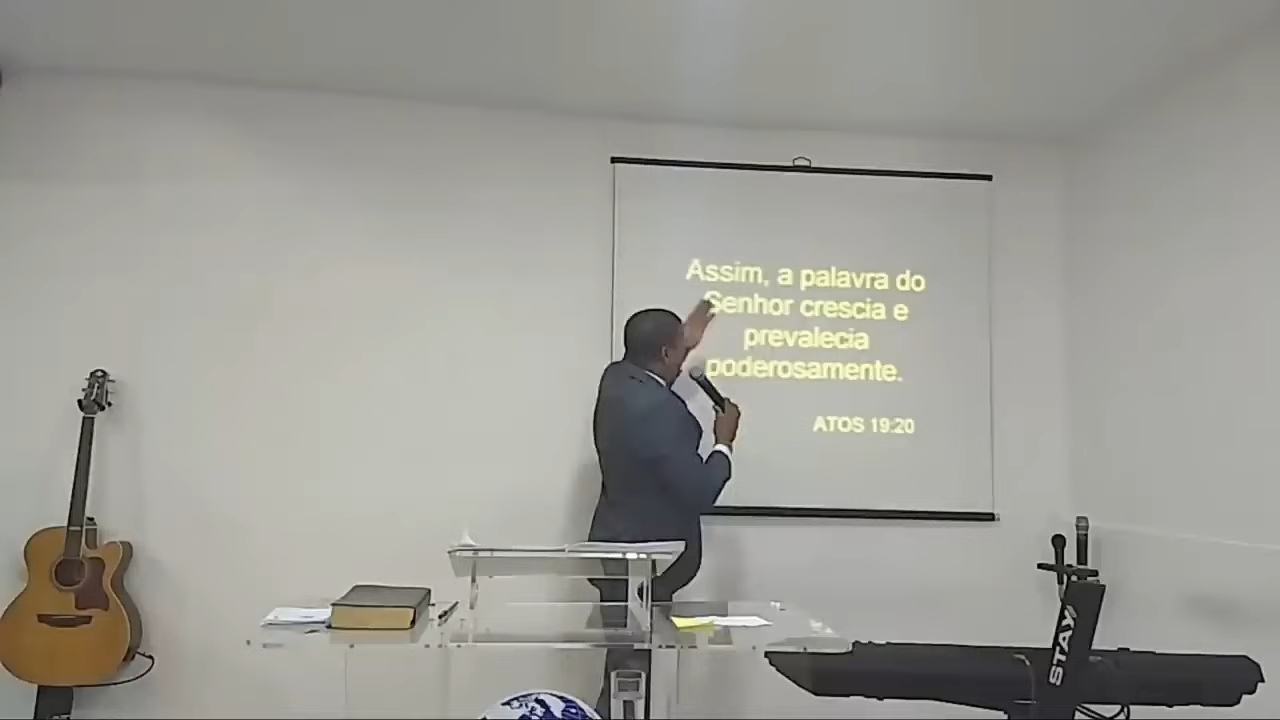 Assim, a palavra do
Senhor crescia e
prevalecia
poderosamente.
ATOS 19:20
STAY